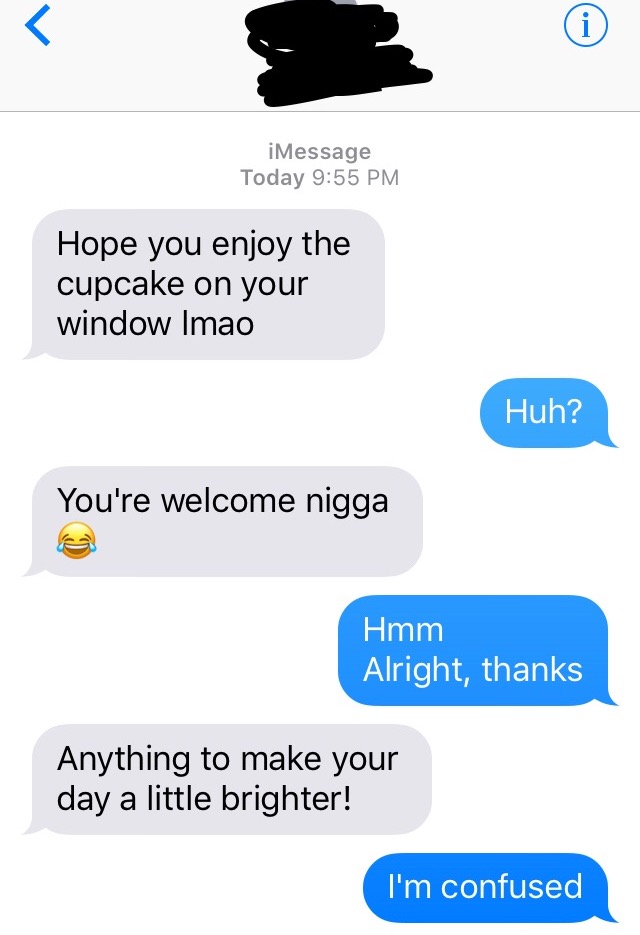 iMessage
Today 9:55 PM
Hope you enjoy the
cupcake on your
window lmao
Huh?
You're welcome nigga
😂
Hmm
Alright, thanks
Anything to make your
day a little brighter!
I'm confused